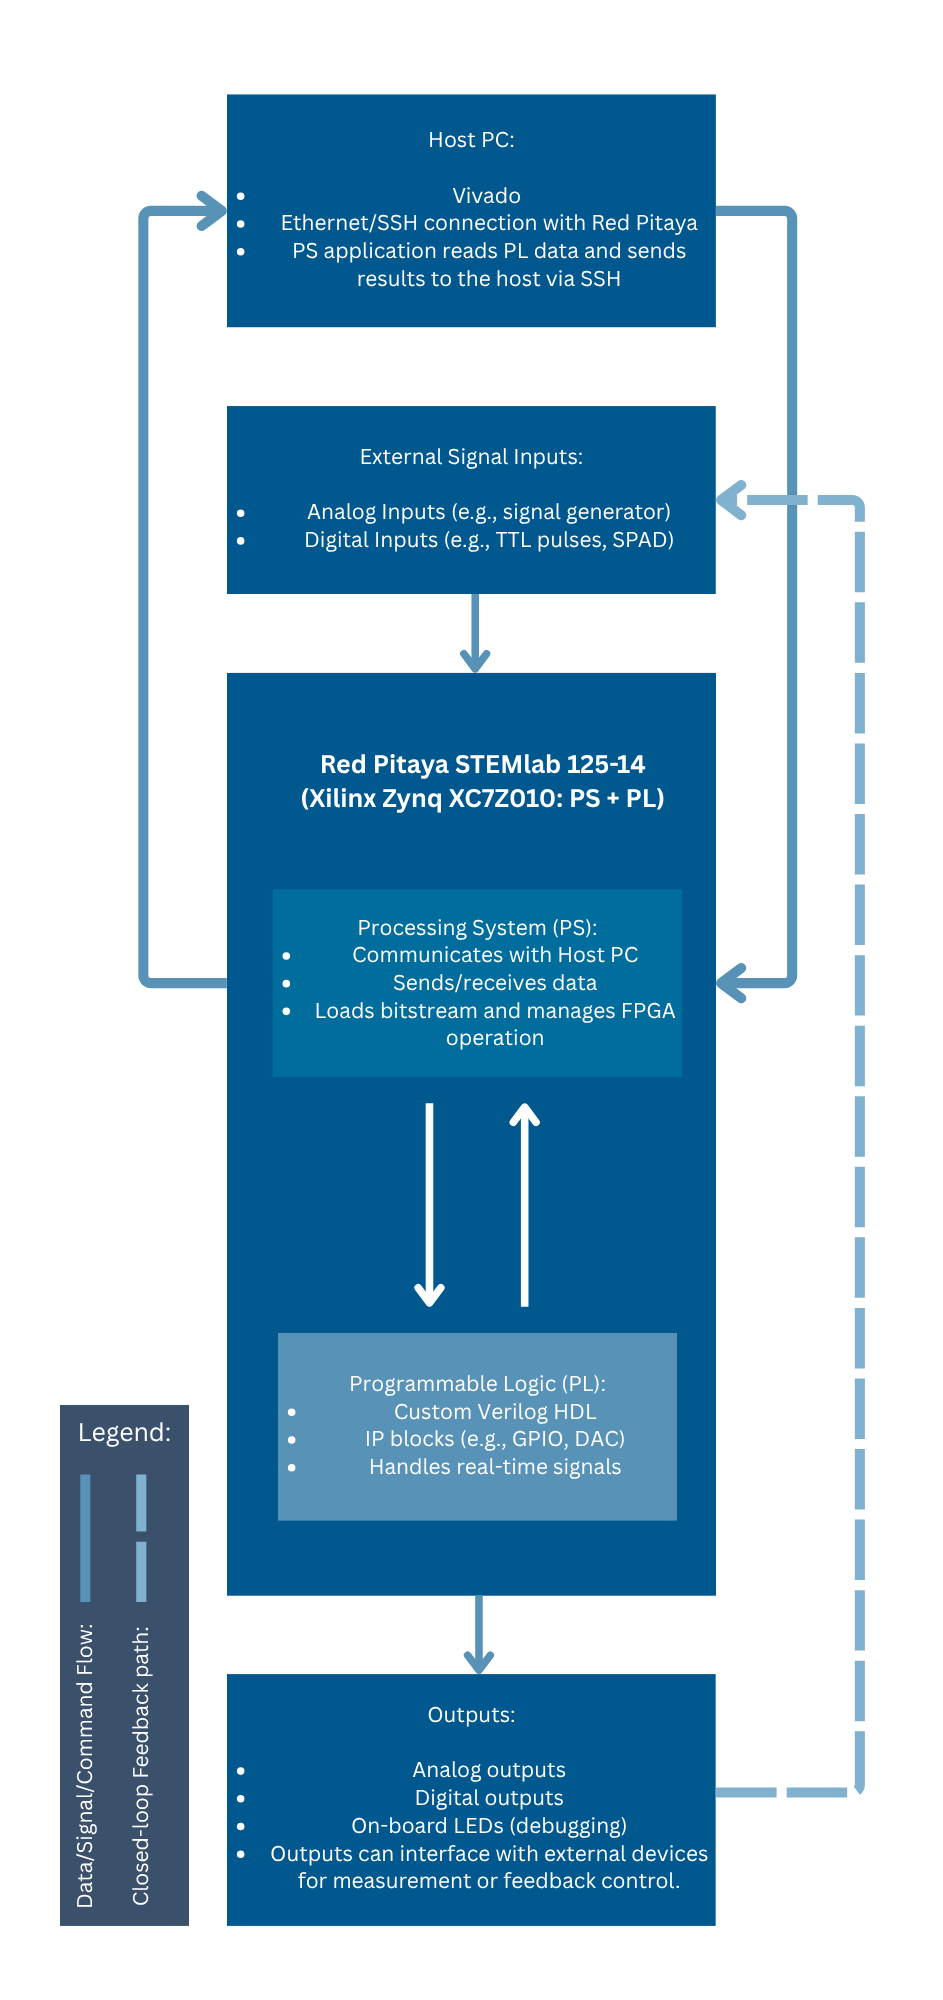 Host PC:
• Vivado
• Ethernet/SSH connection with Red Pitaya
• PS application reads PL data and sends
results to the host via SSH
External Signal Inputs:
• Analog Inputs (e.g., signal generator)
• Digital Inputs (e.g., TTL pulses, SPAD)
Red Pitaya STEMlab 125-14
(Xilinx Zynq XC7Z010: PS + PL)
Processing System (PS):
• Communicates with Host PC
• Sends/receives data
• Loads bitstream and manages FPGA
operation
Programmable Logic (PL):
• Custom Verilog HDL
• IP blocks (e.g., GPIO, DAC)
• Handles real-time signals
Legend:
Data/Signal/Command Flow:
Closed-loop Feedback path:
Outputs:
• Analog outputs
• Digital outputs
• On-board LEDs (debugging)
• Outputs can interface with external devices
for measurement or feedback control.